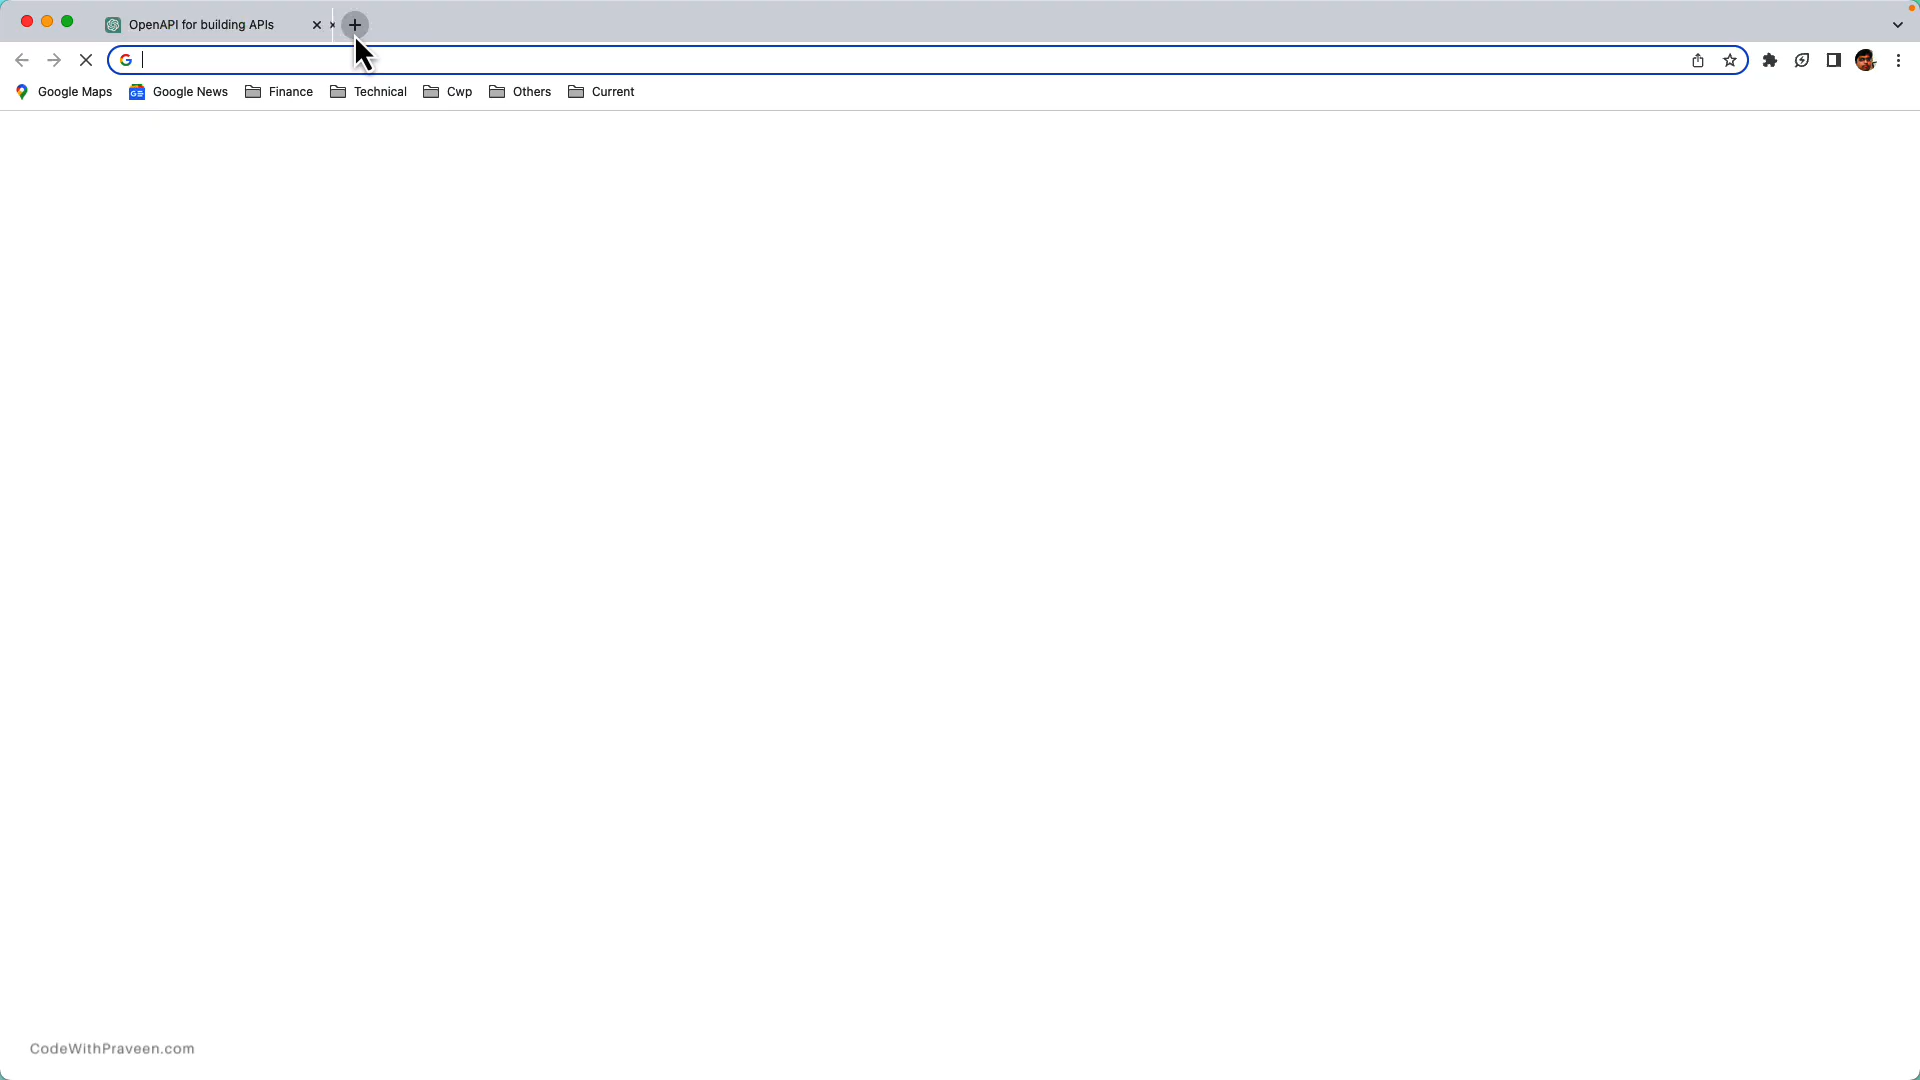 OpenAPI for building APIs
Google Maps
Google News
Finance
Technical
Cwp
Others
Current
CodeWithPraveen.com